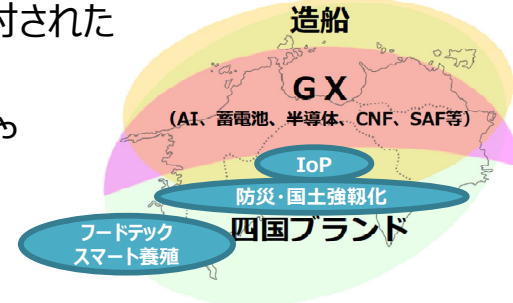 付された
や
造船
GX
(AI、蓄電池、半導体、CNF、SAF等)
IoP
防災・国土強靱化
四国ブランド
フードテック
スマート養殖